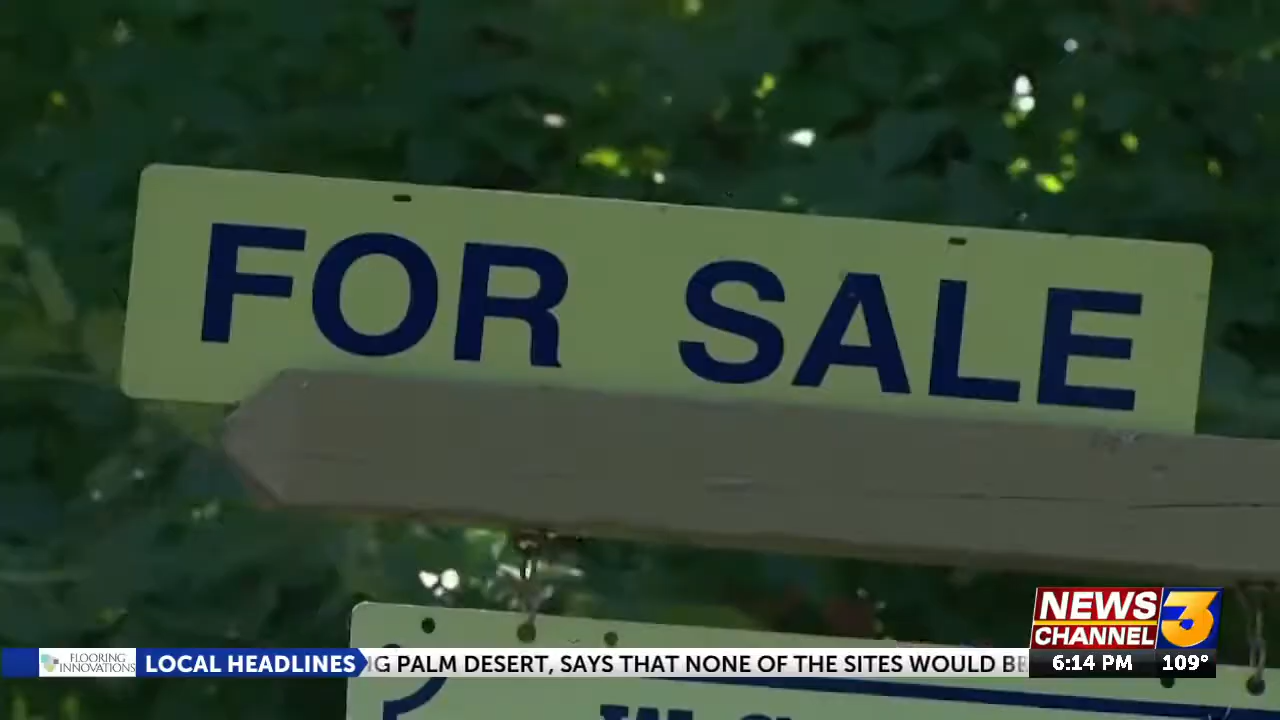 FOR SALE
NEWS
CHANNEL 3
FLOORING
INNOVATIONS
LOCAL HEADLINES
G PALM DESERT, SAYS THAT NONE OF THE SITES WOULD
6:14 PM 109°